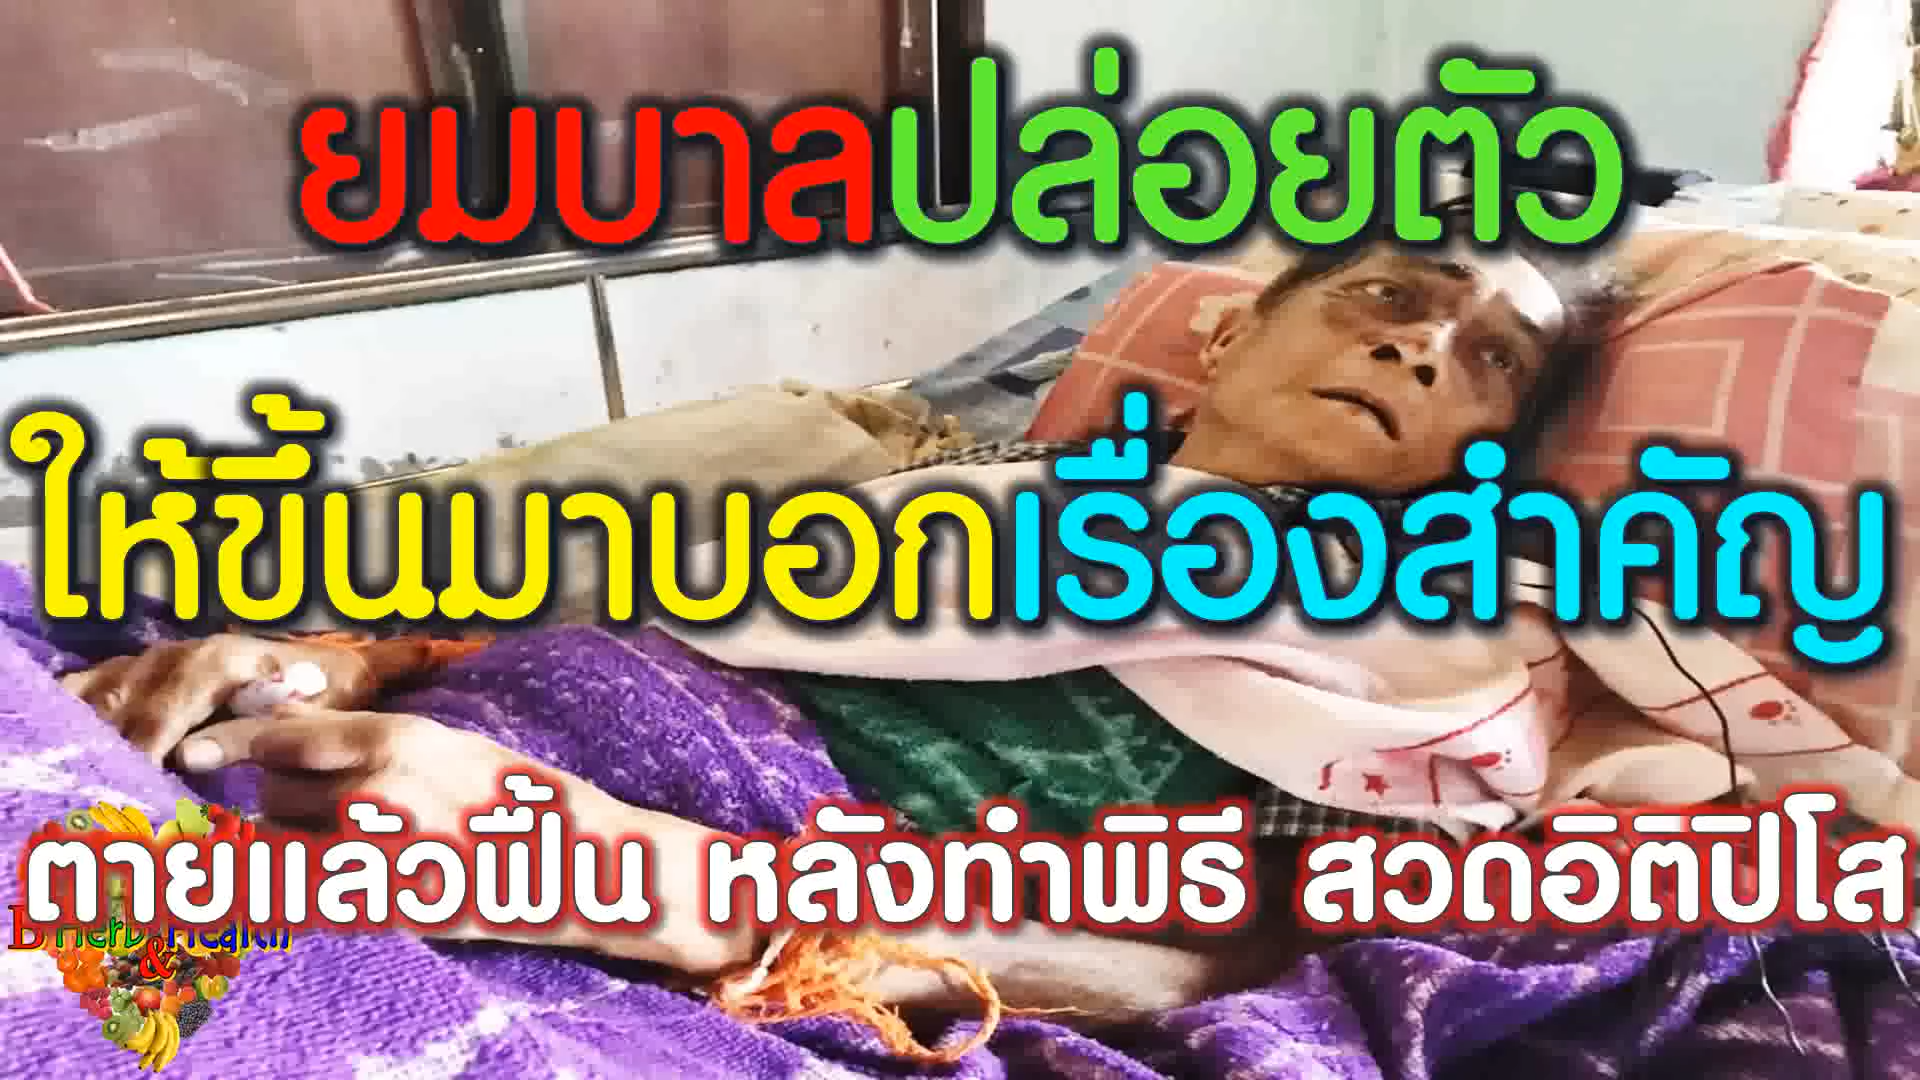 ยมบาลปล่อยตัว
ให้ขึ้นมาบอกเรื่องสำคัญ
ตายแล้วฟื้น หลังทำพิธี สวดอิติปิโส
B Herb & Health